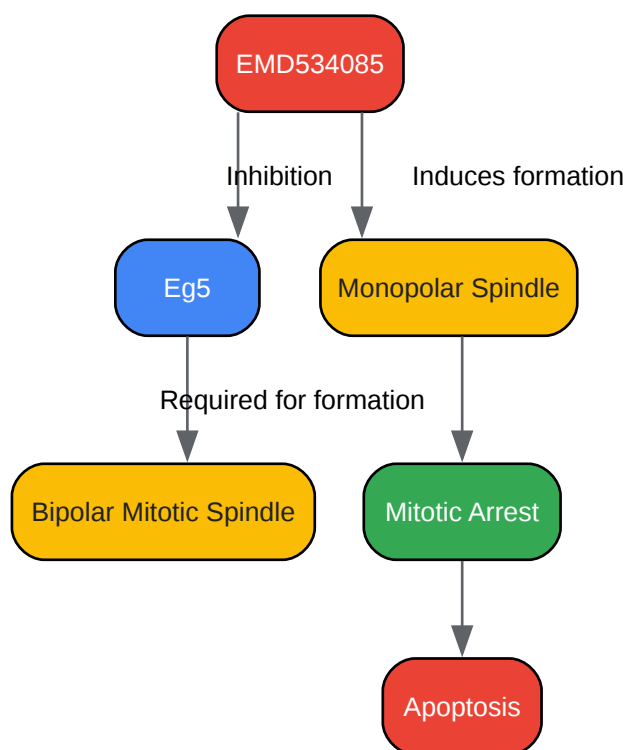 EMD534085
Inhibition
Induces formation
Eg5
Monopolar Spindle
Required for formation
Bipolar Mitotic Spindle
Mitotic Arrest
Apoptosis